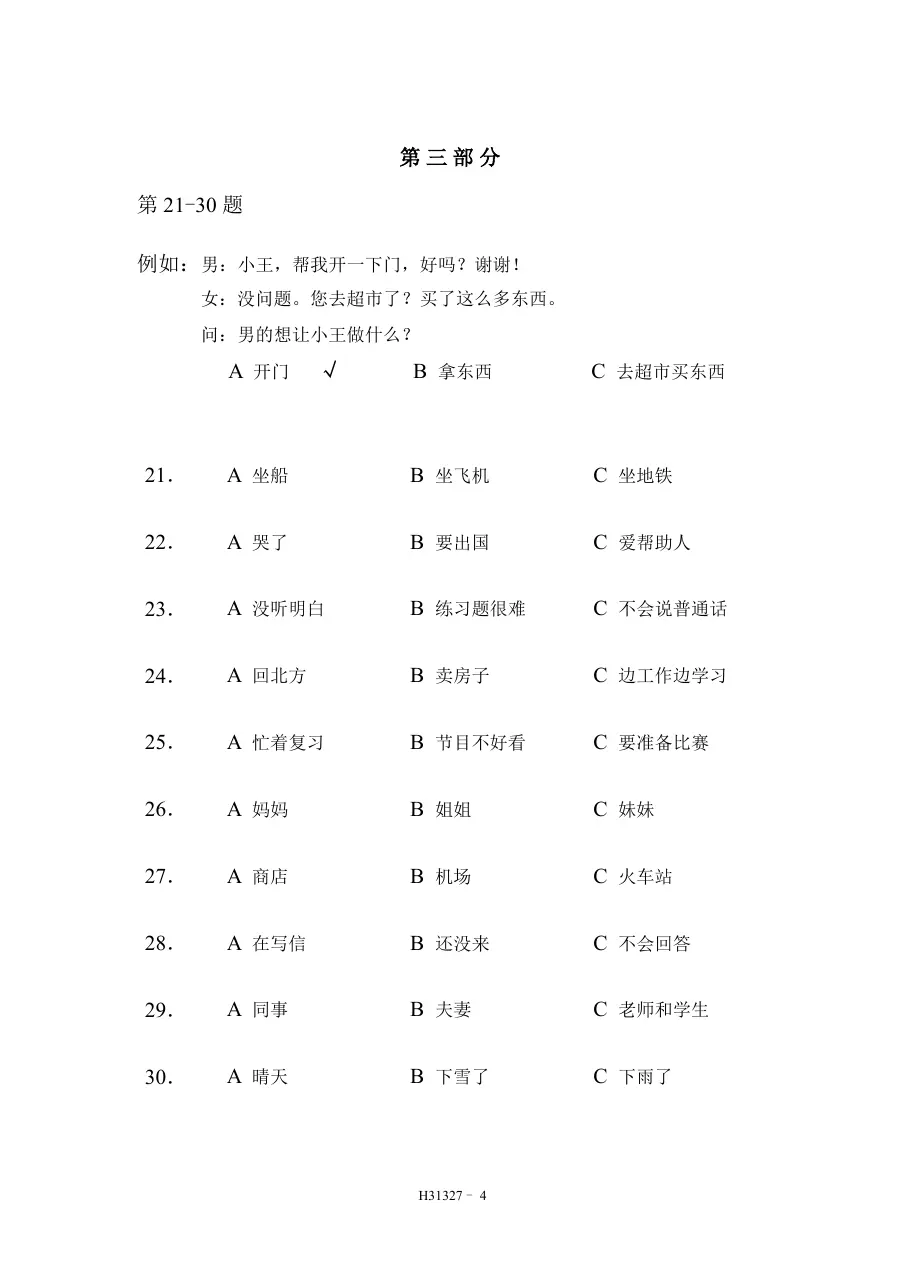 第三部分
第 21-30 题
例如：男：小王，帮我开一下门，好吗？谢谢！
女：没问题。您去超市了？买了这么多东西。
问：男的想让小王做什么？
A 开门 √ B 拿东西 C 去超市买东西
21． A 坐船 B 坐飞机 C 坐地铁
22． A 哭了 B 要出国 C 爱帮助人
23． A 没听明白 B 练习题很难 C 不会说普通话
24． A 回北方 B 卖房子 C 边工作边学习
25． A 忙着复习 B 节目不好看 C 要准备比赛
26． A 妈妈 B 姐姐 C 妹妹
27． A 商店 B 机场 C 火车站
28． A 在写信 B 还没来 C 不会回答
29． A 同事 B 夫妻 C 老师和学生
30． A 晴天 B 下雪了 C 下雨了
H31327- 4